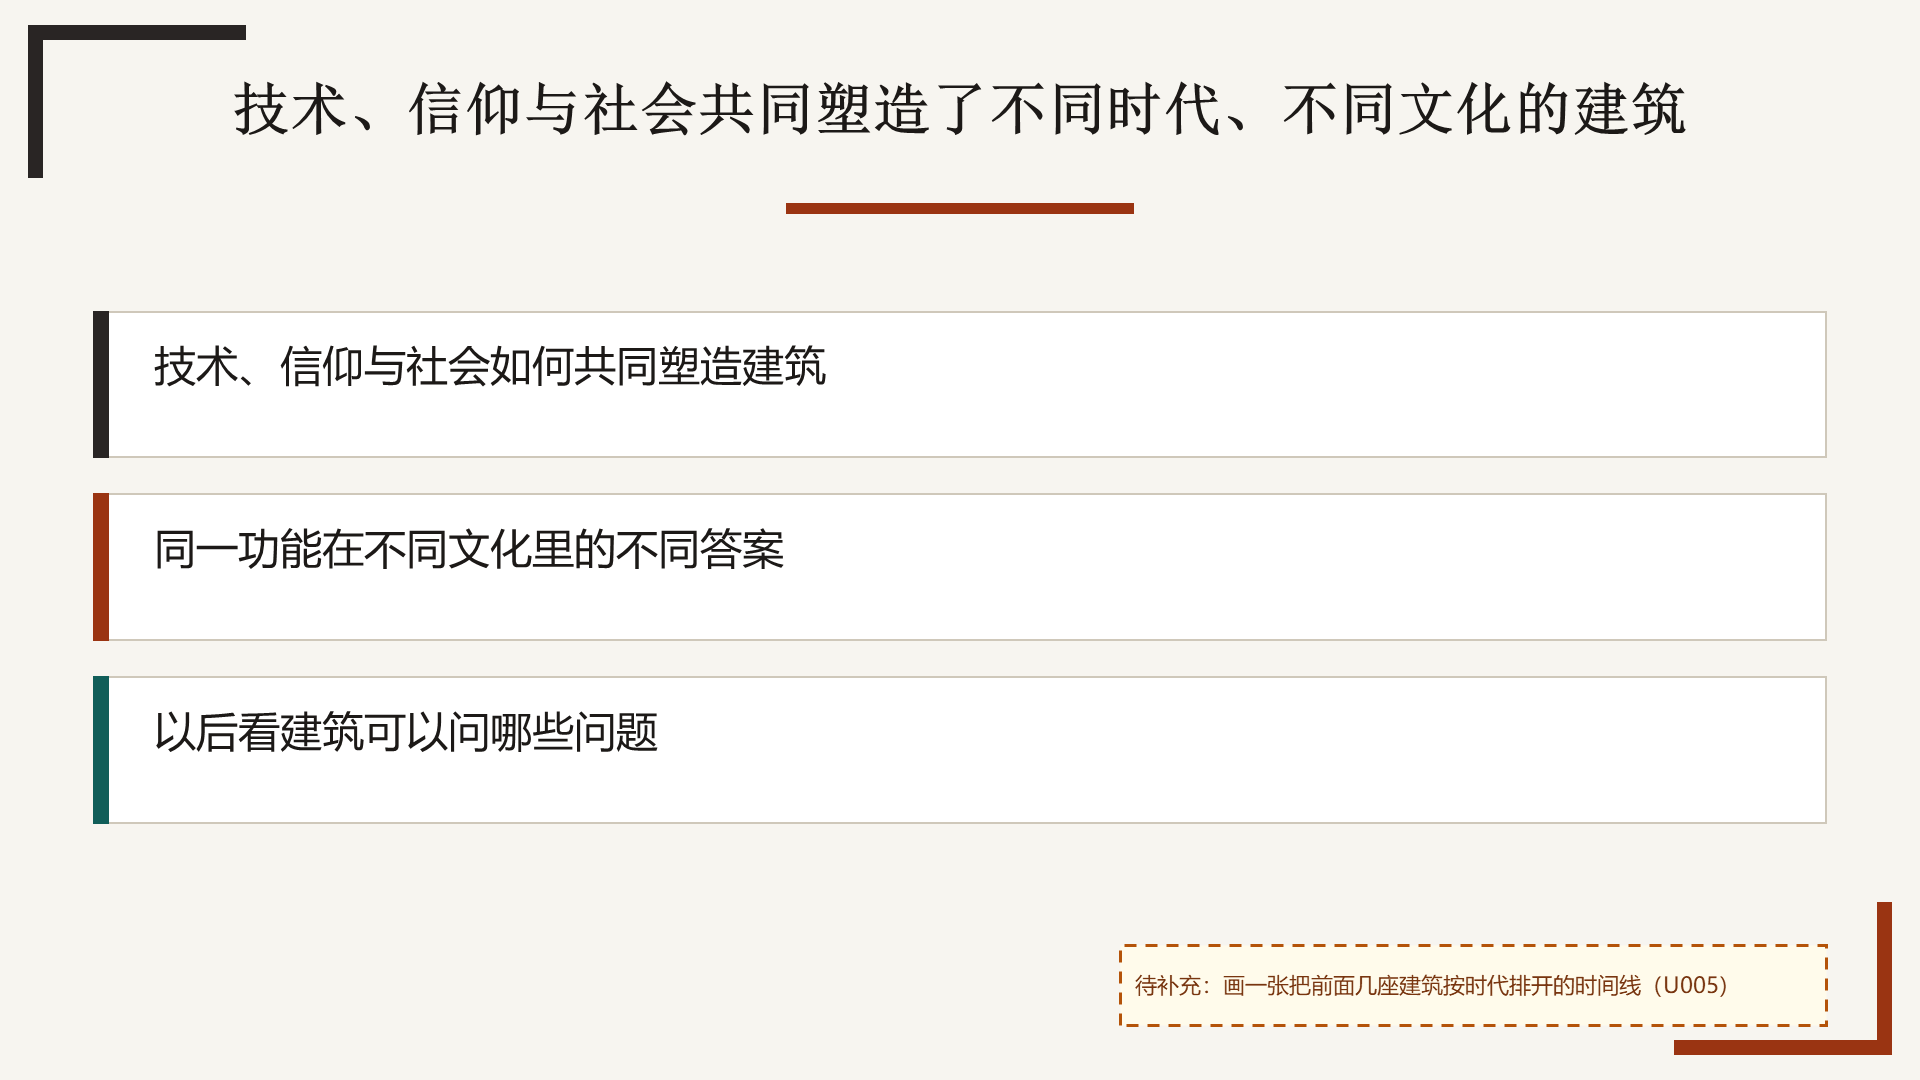 技术、信仰与社会共同塑造了不同时代、不同文化的建筑
技术、信仰与社会如何共同塑造建筑
同一功能在不同文化里的不同答案
以后看建筑可以问哪些问题
待补充：画一张把前面几座建筑按时代排开的时间线（U005）